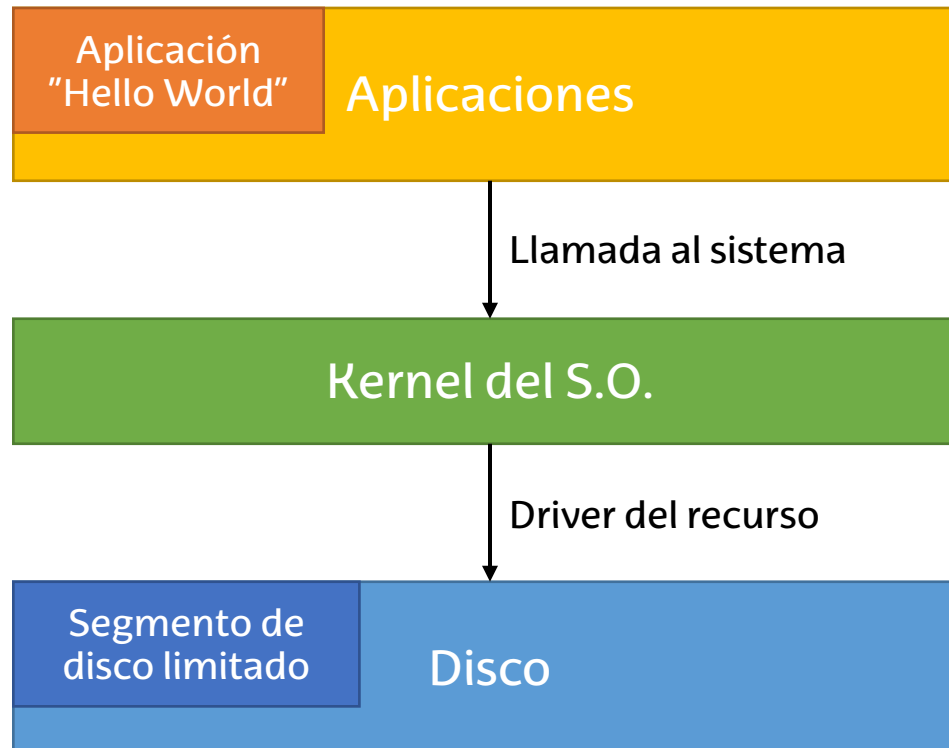 Aplicación
"Hello World"
Aplicaciones
Llamada al sistema
Kernel del S.O.
Driver del recurso
Segmento de
disco limitado
Disco